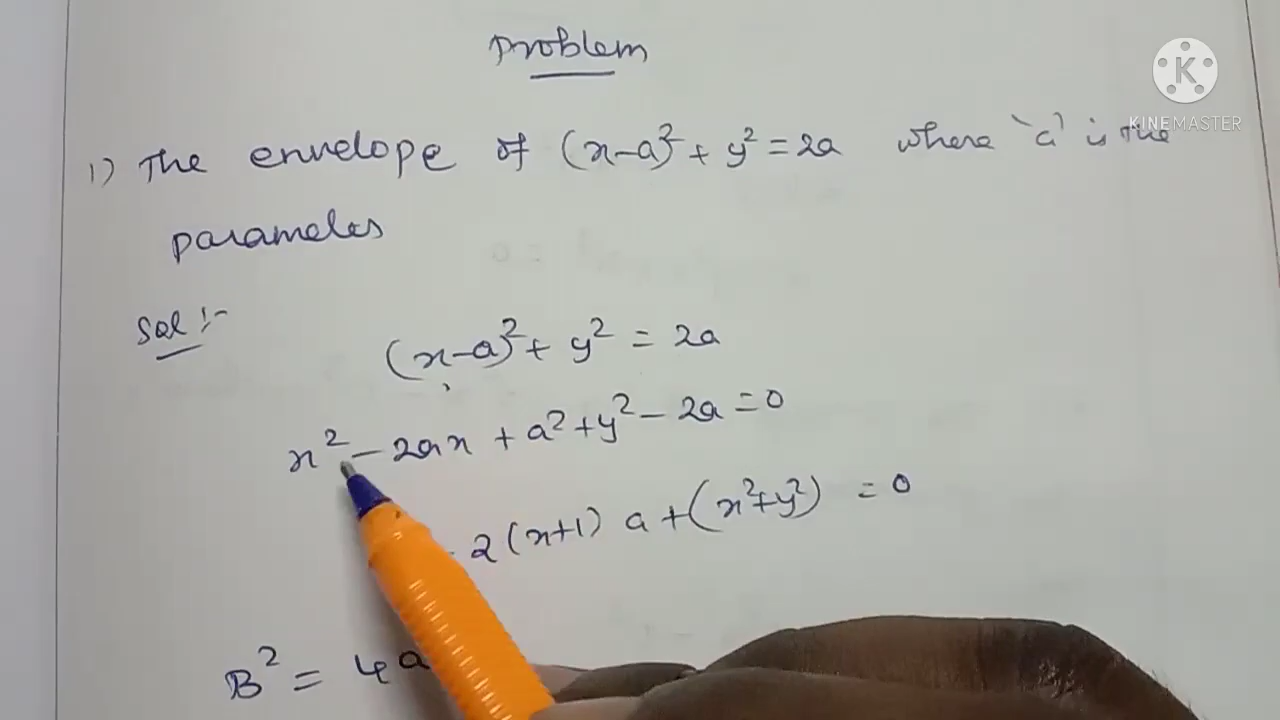 Problem
K
KINEMASTER
1) The envelope of (x-a)² + y² = 2a where 'a' is the
parameter
Sol :-
(x-a)² + y² = 2a
x² - 2ax + a² + y² - 2a = 0
- 2(x+1) a + (x²+y²) = 0
B² = 4a